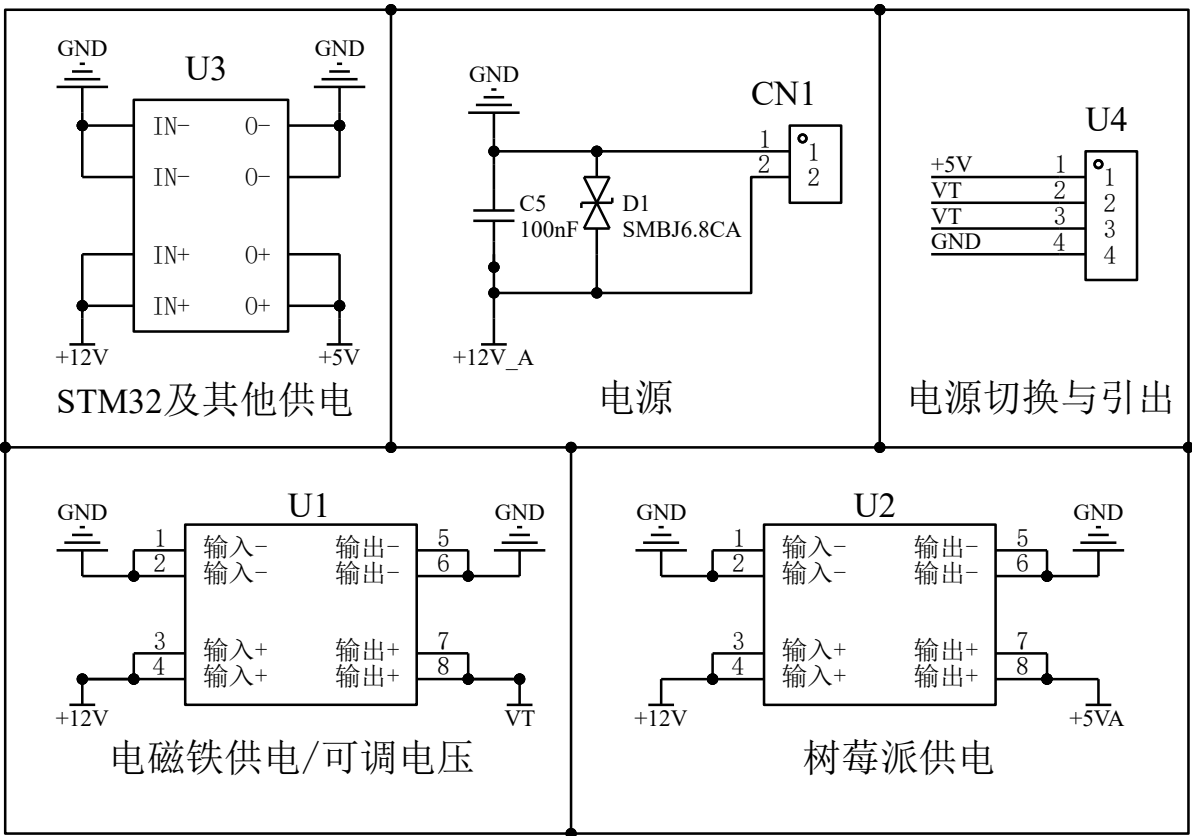 GND
GND
U3
IN-
O-
IN-
O-
IN+
O+
IN+
O+
+12V
+5V
STM32及其他供电
GND
CN1
1
1
2
2
C5
100nF
D1
SMBJ6.8CA
+12V_A
电源
U4
+5V
1
1
VT
2
2
VT
3
3
GND
4
4
电源切换与引出
GND
U1
GND
1
输入-
输出-
5
2
输入-
输出-
6
3
输入+
输出+
7
4
输入+
输出+
8
+12V
VT
电磁铁供电/可调电压
GND
U2
GND
1
输入-
输出-
5
2
输入-
输出-
6
3
输入+
输出+
7
4
输入+
输出+
8
+12V
+5VA
树莓派供电